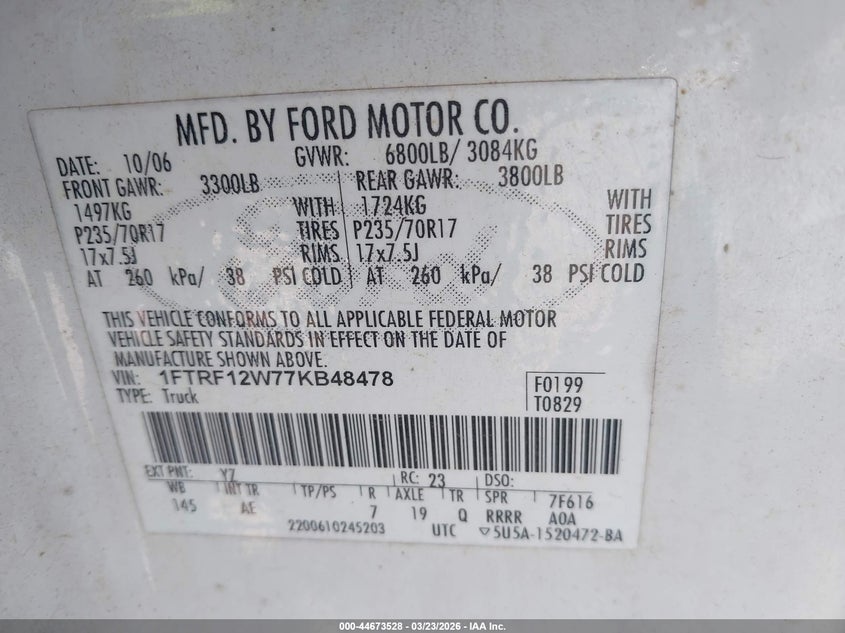 MFD. BY FORD MOTOR CO.
DATE: 10/06 GVWR: 6800LB/ 3084KG
FRONT GAWR: 3300LB REAR GAWR: 3800LB
1497KG WITH 1724KG WITH
P235/70R17 TIRES P235/70R17 TIRES
17x7.5J RIMS 17x7.5J RIMS
AT 260 kPa/ 38 PSI COLD AT 260 kPa/ 38 PSI COLD
THIS VEHICLE CONFORMS TO ALL APPLICABLE FEDERAL MOTOR
VEHICLE SAFETY STANDARDS IN EFFECT ON THE DATE OF
MANUFACTURE SHOWN ABOVE.
VIN: 1FTRF12W77KB48478 F0199
TYPE: Truck T0829
EXT PNT: YZ RC: 23 DSO:
WB INT TR TP/PS R AXLE TR SPR 7F616
145 AE 7 19 Q RRRR A0A
2200610245203 UTC ▽5U5A-1520472-BA
000-44673528 - 03/23/2026 - IAA Inc.